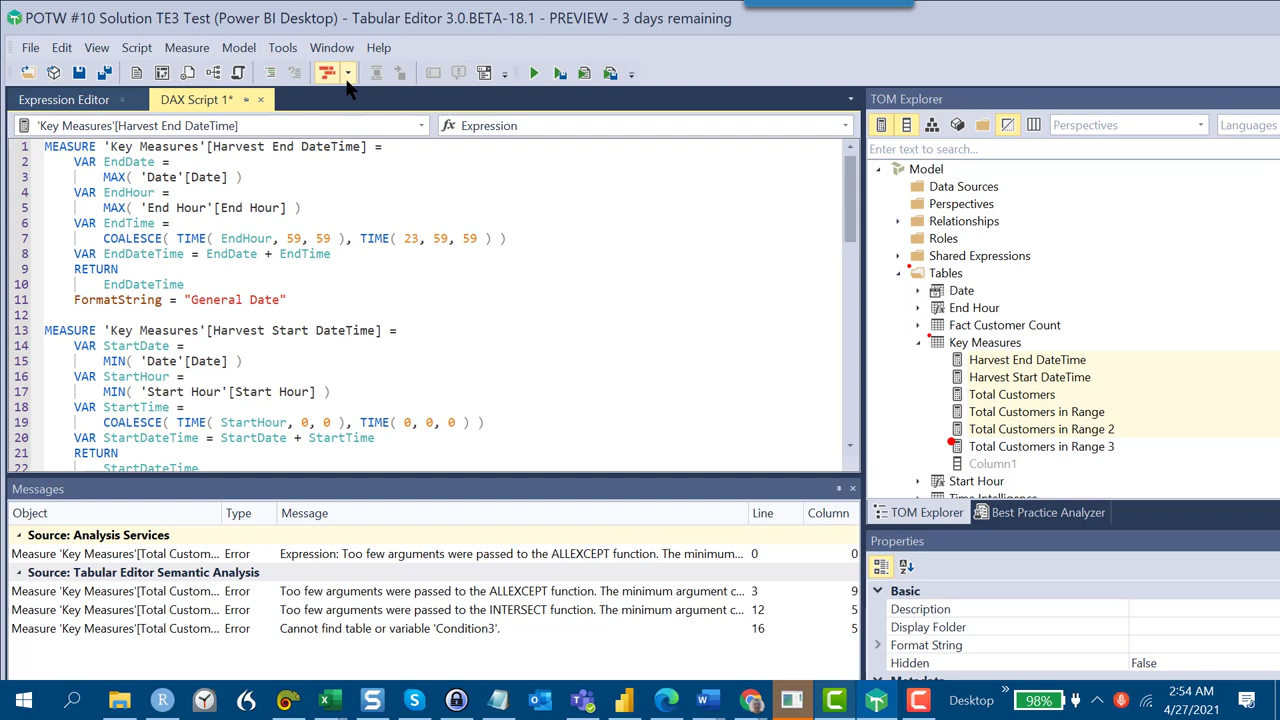 POTW #10 Solution TE3 Test (Power BI Desktop) - Tabular Editor 3.0.BETA-18.1 - PREVIEW - 3 days remaining
File Edit View Script Measure Model Tools Window Help
Expression Editor DAX Script 1*
'Key Measures'[Harvest End DateTime] fx Expression
1 MEASURE 'Key Measures'[Harvest End DateTime] =
2 VAR EndDate =
3 MAX( 'Date'[Date] )
4 VAR EndHour =
5 MAX( 'End Hour'[End Hour] )
6 VAR EndTime =
7 COALESCE( TIME( EndHour, 59, 59 ), TIME( 23, 59, 59 ) )
8 VAR EndDateTime = EndDate + EndTime
9 RETURN
10 EndDateTime
11 FormatString = "General Date"
12
13 MEASURE 'Key Measures'[Harvest Start DateTime] =
14 VAR StartDate =
15 MIN( 'Date'[Date] )
16 VAR StartHour =
17 MIN( 'Start Hour'[Start Hour] )
18 VAR StartTime =
19 COALESCE( TIME( StartHour, 0, 0 ), TIME( 0, 0, 0 ) )
20 VAR StartDateTime = StartDate + StartTime
21 RETURN
22 StartDateTime
TOM Explorer
Perspectives Languages
Enter text to search...
Model
Data Sources
Perspectives
Relationships
Roles
Shared Expressions
Tables
Date
End Hour
Fact Customer Count
Key Measures
Harvest End DateTime
Harvest Start DateTime
Total Customers
Total Customers in Range
Total Customers in Range 2
Total Customers in Range 3
Column1
Start Hour
Time Intelligence
TOM Explorer Best Practice Analyzer
Messages
Object Type Message Line Column
Source: Analysis Services
Measure 'Key Measures'[Total Custom... Error Expression: Too few arguments were passed to the ALLEXCEPT function. The minimum... 0 0
Source: Tabular Editor Semantic Analysis
Measure 'Key Measures'[Total Custom... Error Too few arguments were passed to the ALLEXCEPT function. The minimum argument c... 3 9
Measure 'Key Measures'[Total Custom... Error Too few arguments were passed to the INTERSECT function. The minimum argument c... 12 5
Measure 'Key Measures'[Total Custom... Error Cannot find table or variable 'Condition3'. 16 5
Properties
Basic
Description
Display Folder
Format String
Hidden False
Metadata
Desktop 98% 2:54 AM
4/27/2021